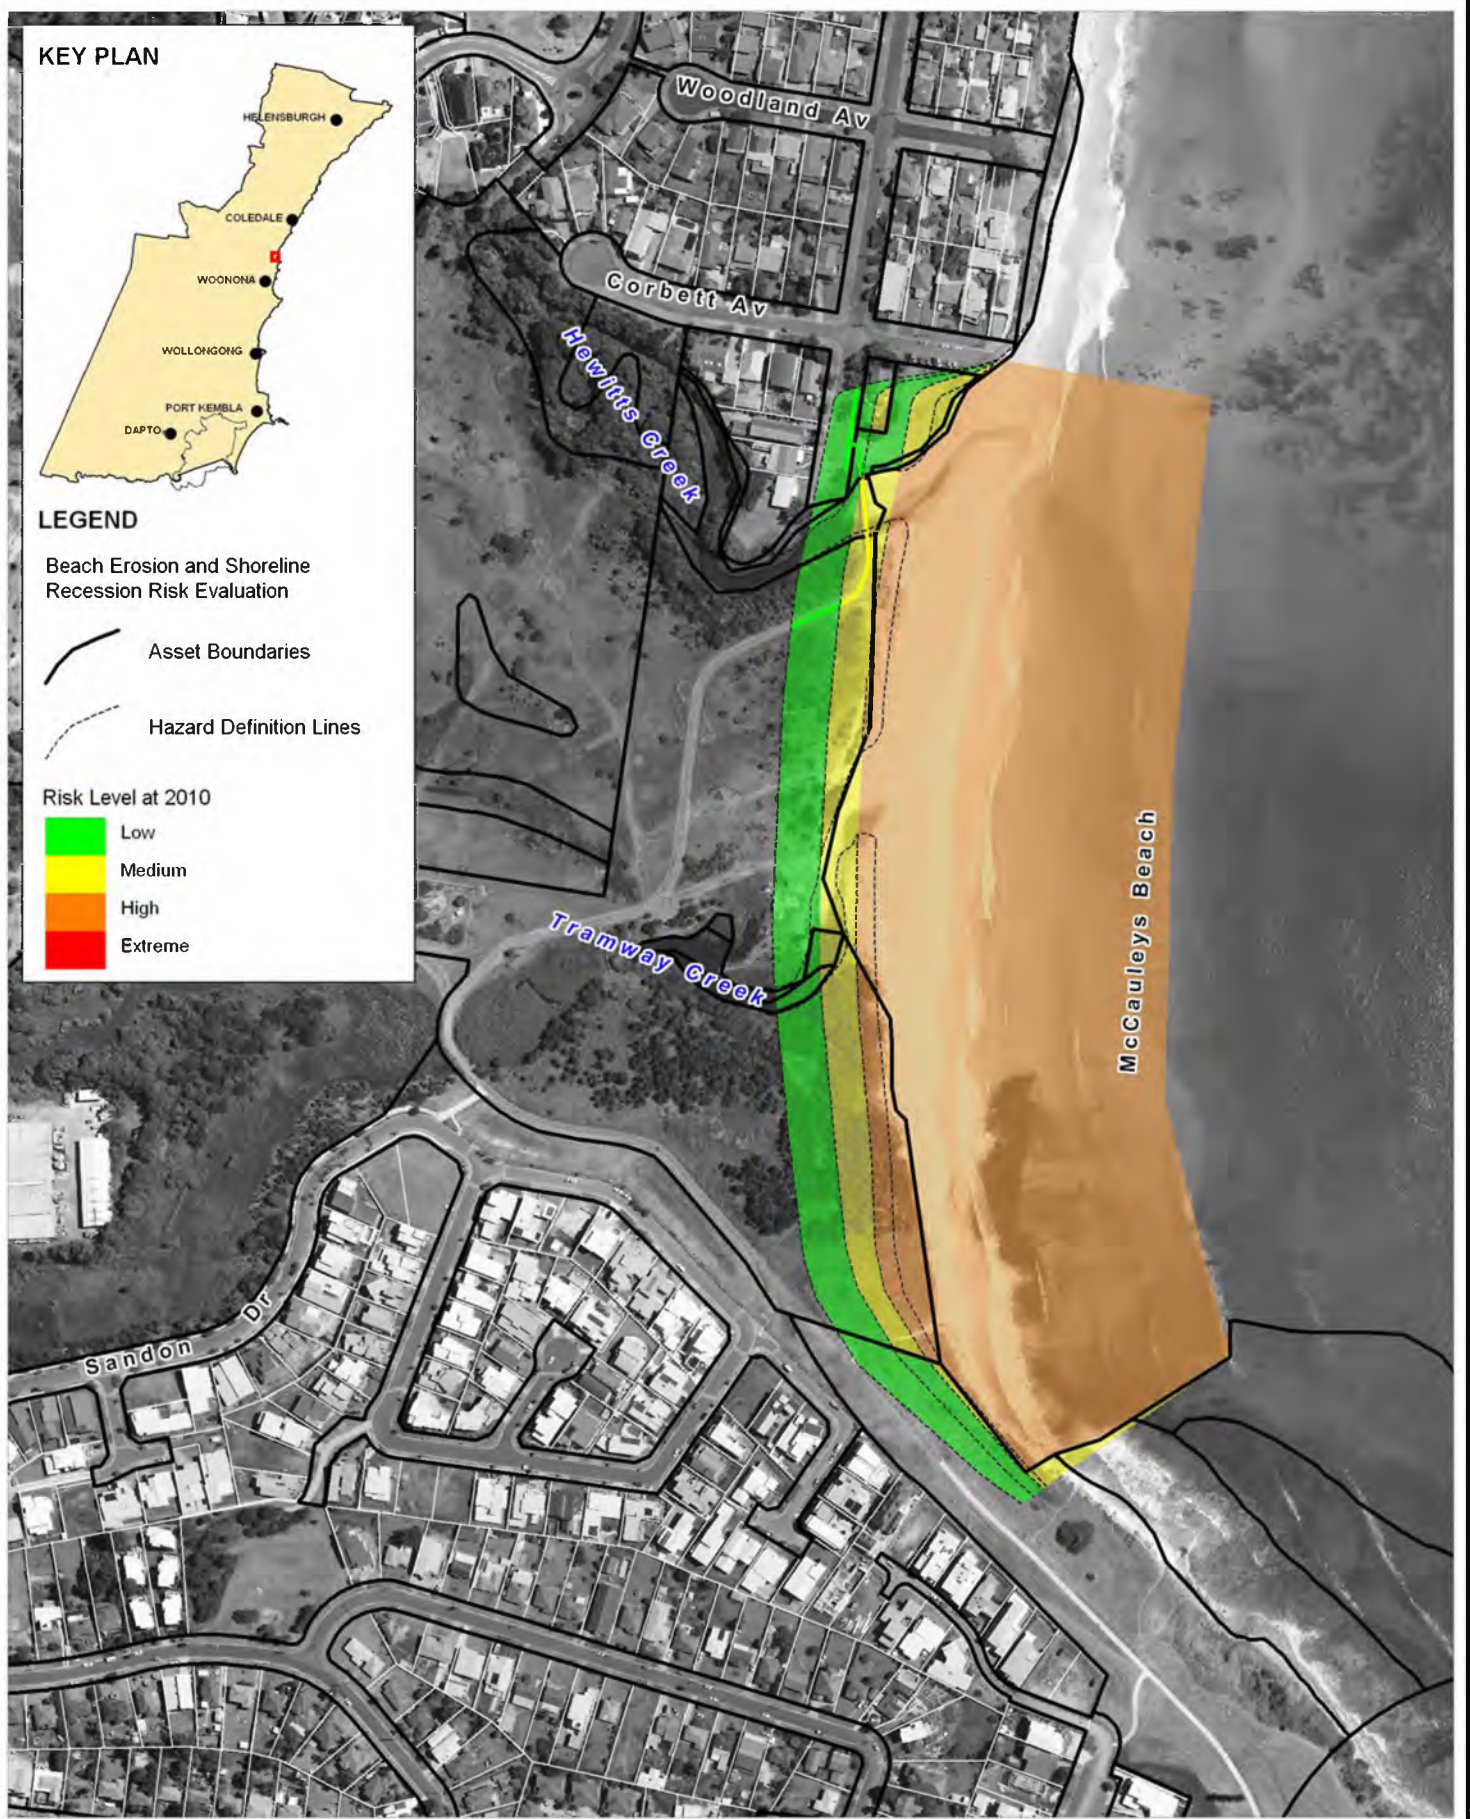 KEY PLAN
HELENSBURGH
COLEDALE
WOONONA
WOLLONGONG
PORT KEMBLA
DAPTO
LEGEND
Beach Erosion and Shoreline
Recession Risk Evaluation
Asset Boundaries
Hazard Definition Lines
Risk Level at 2010
Low
Medium
High
Extreme
Woodland Av
Corbett Av
Hewitts Creek
Tramway Creek
McCauleys Beach
Sandon Dr